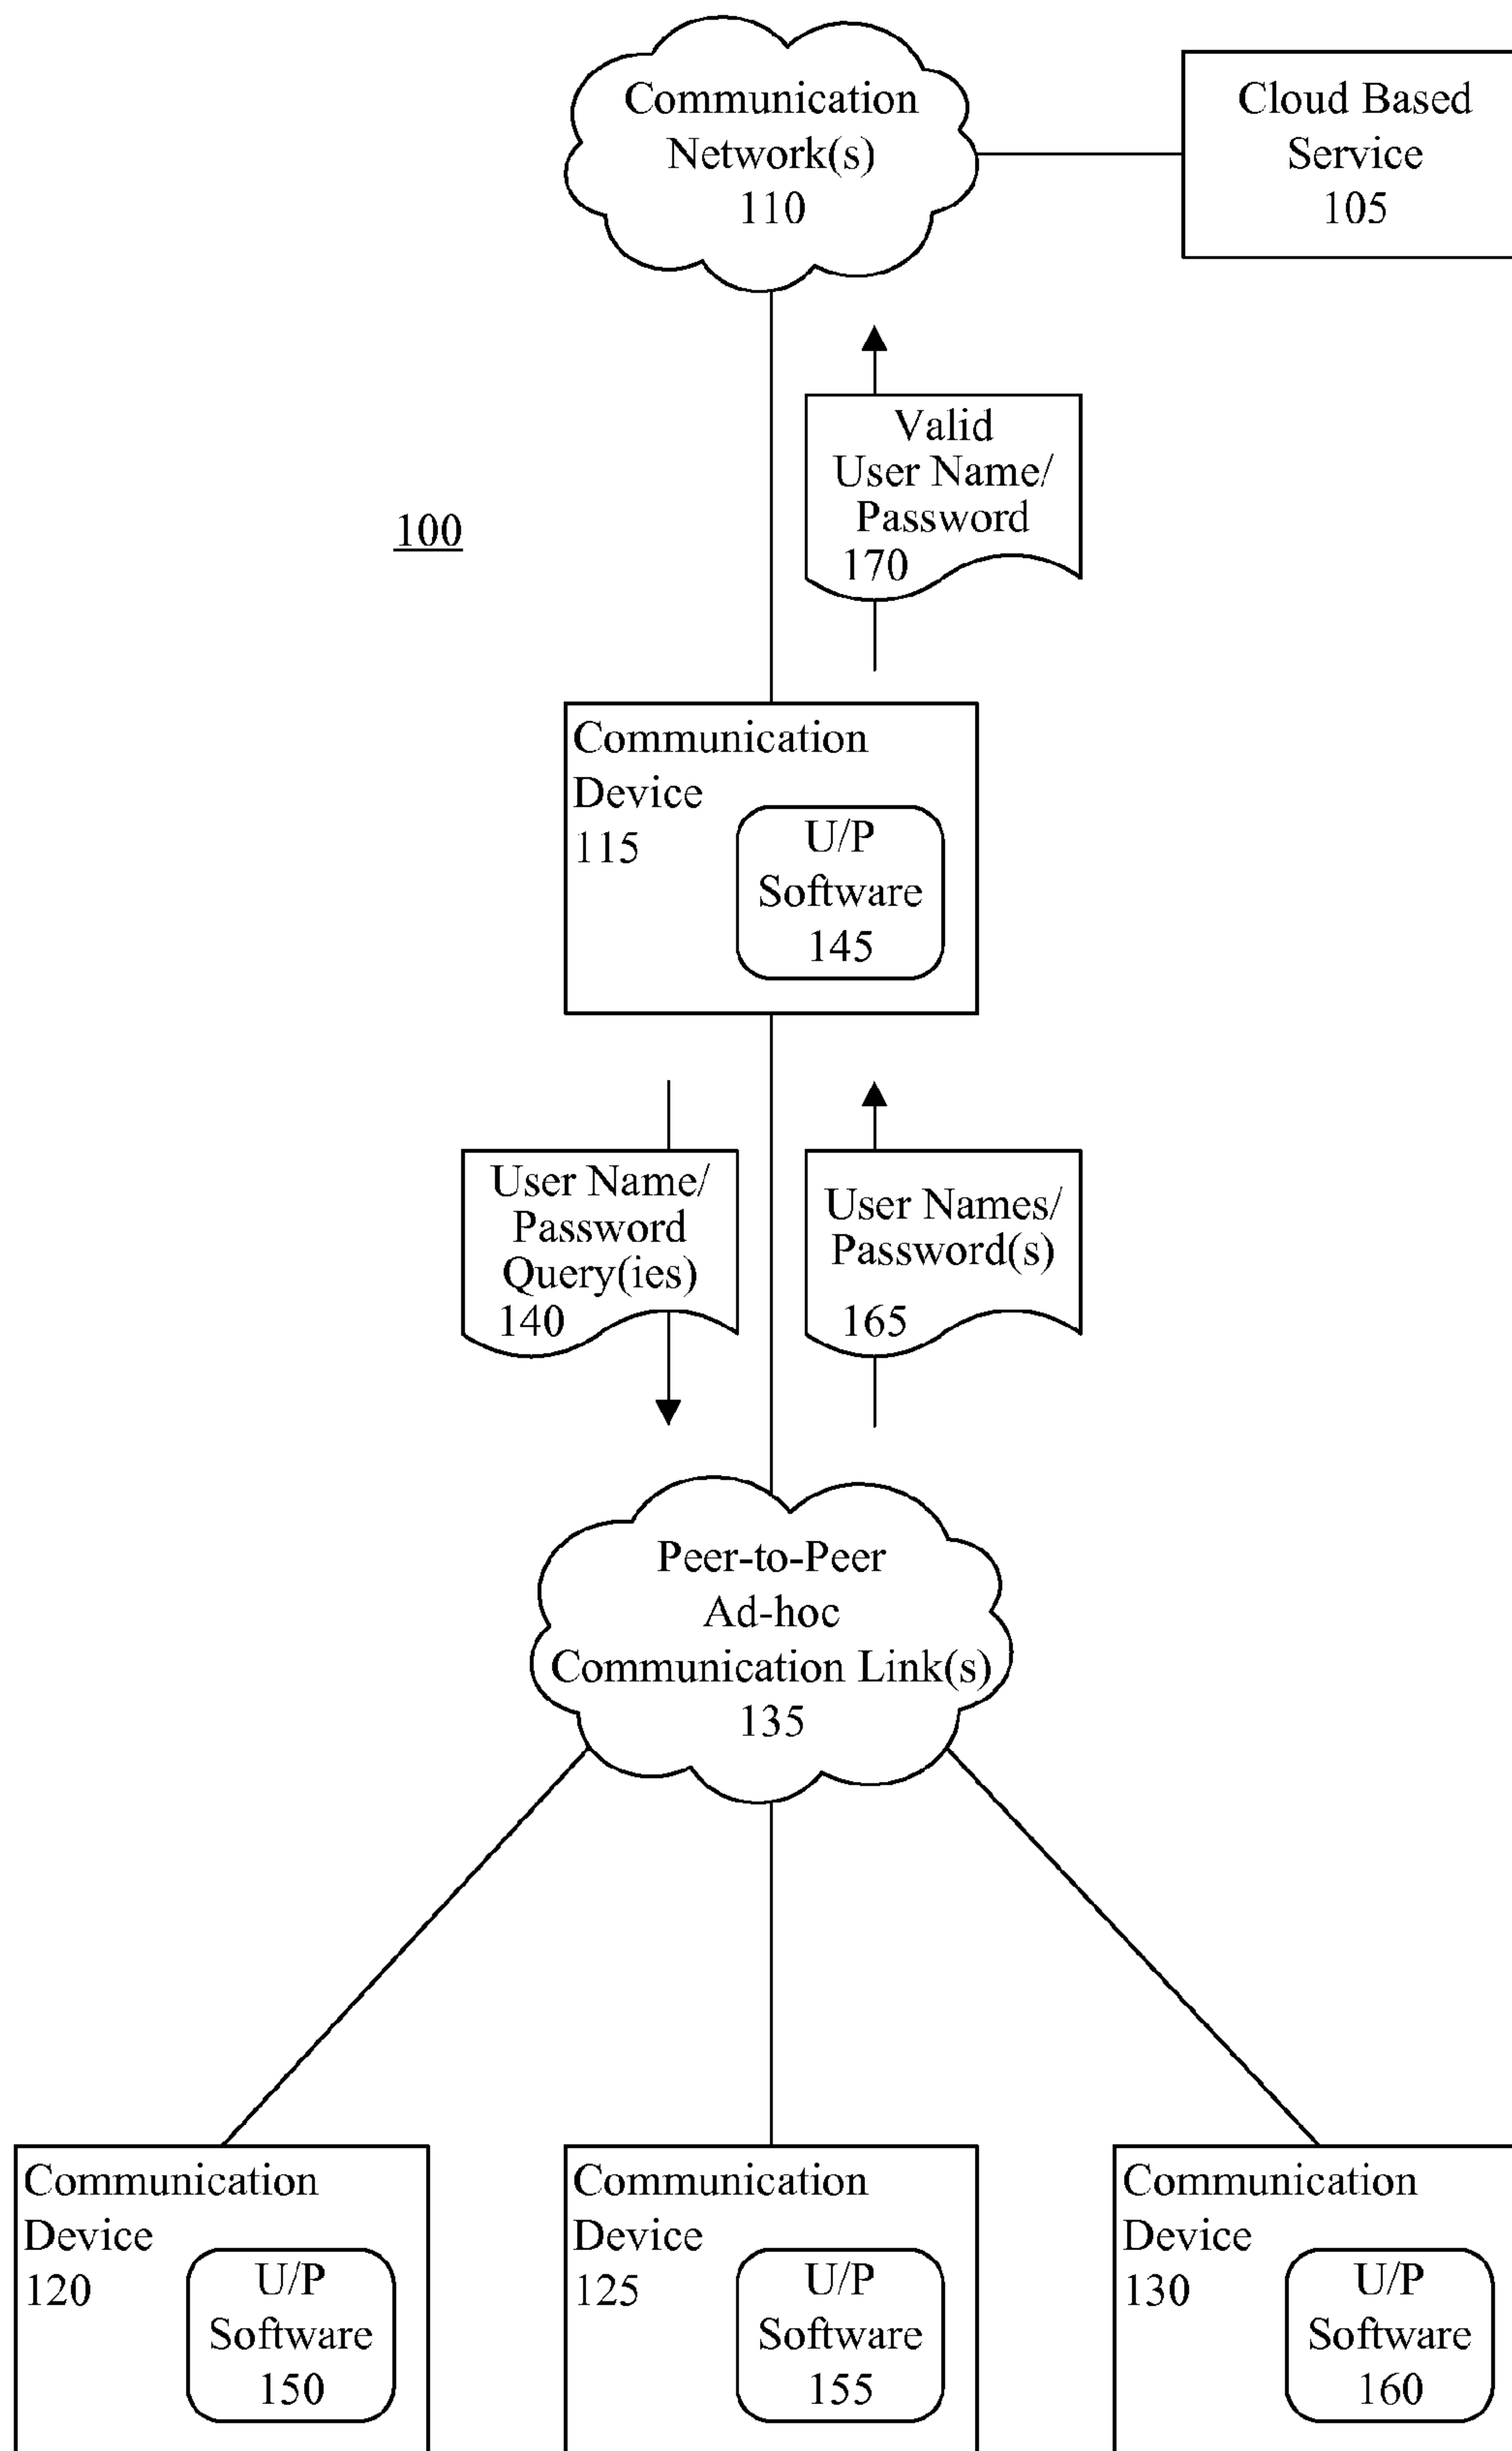 Communication
Network(s)
110
Cloud Based
Service
105
Valid
User Name/
Password
170
100
Communication
Device
115
U/P
Software
145
User Name/
Password
Query(ies)
140
User Names/
Password(s)
165
Peer-to-Peer
Ad-hoc
Communication Link(s)
135
Communication
Device
120
U/P
Software
150
Communication
Device
125
U/P
Software
155
Communication
Device
130
U/P
Software
160